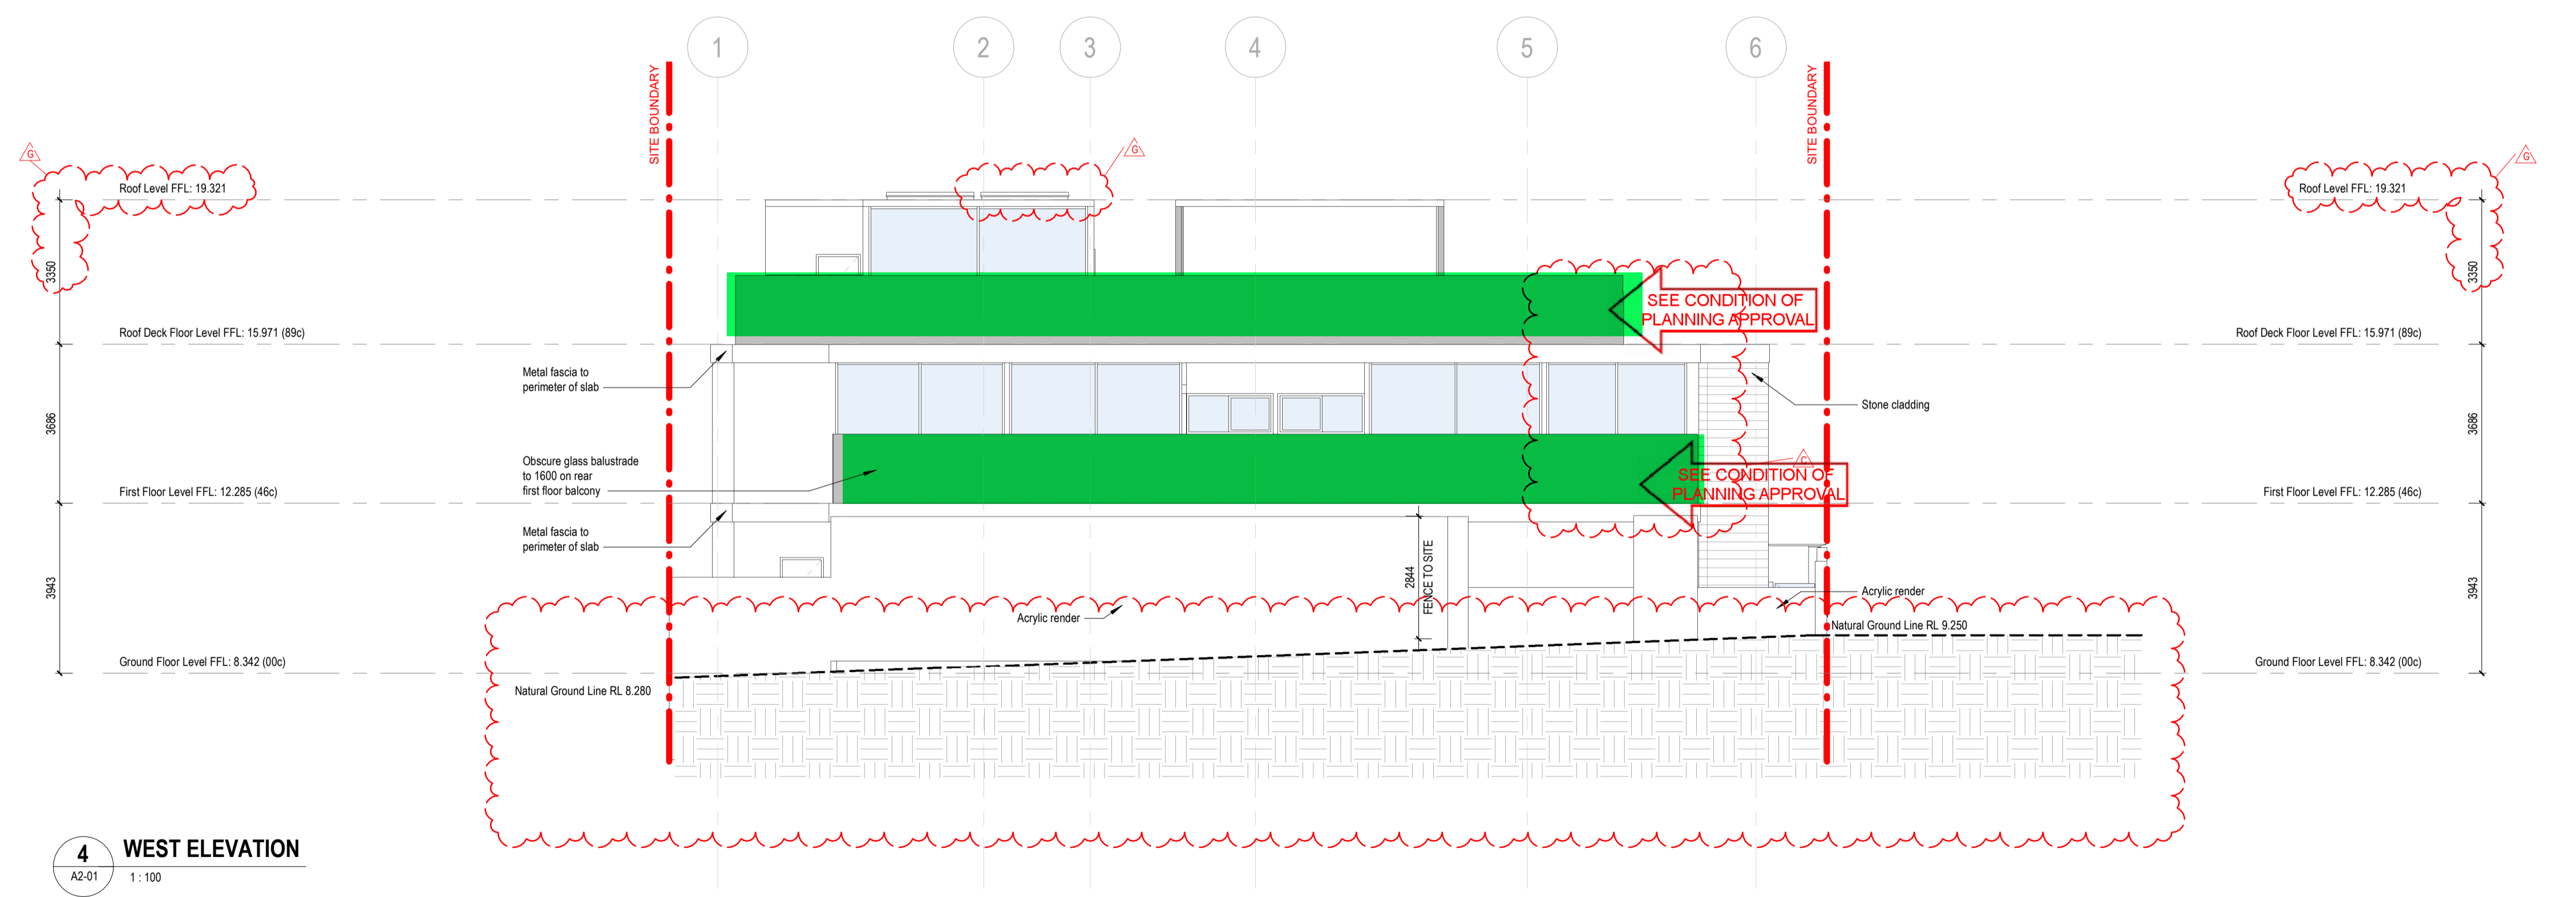 1
2
3
4
5
6
SITE BOUNDARY
SITE BOUNDARY
G
G
G
Roof Level FFL: 19.321
Roof Level FFL: 19.321
3350
3350
SEE CONDITION OF
PLANNING APPROVAL
Roof Deck Floor Level FFL: 15.971 (89c)
Roof Deck Floor Level FFL: 15.971 (89c)
Metal fascia to
perimeter of slab
Stone cladding
3686
3686
Obscure glass balustrade
to 1600 on rear
first floor balcony
C
SEE CONDITION OF
PLANNING APPROVAL
First Floor Level FFL: 12.285 (46c)
First Floor Level FFL: 12.285 (46c)
Metal fascia to
perimeter of slab
2844
FENCE TO SITE
3943
3943
Acrylic render
Acrylic render
Natural Ground Line RL 9.250
Ground Floor Level FFL: 8.342 (00c)
Ground Floor Level FFL: 8.342 (00c)
Natural Ground Line RL 8.280
4
A2-01
WEST ELEVATION
1 : 100